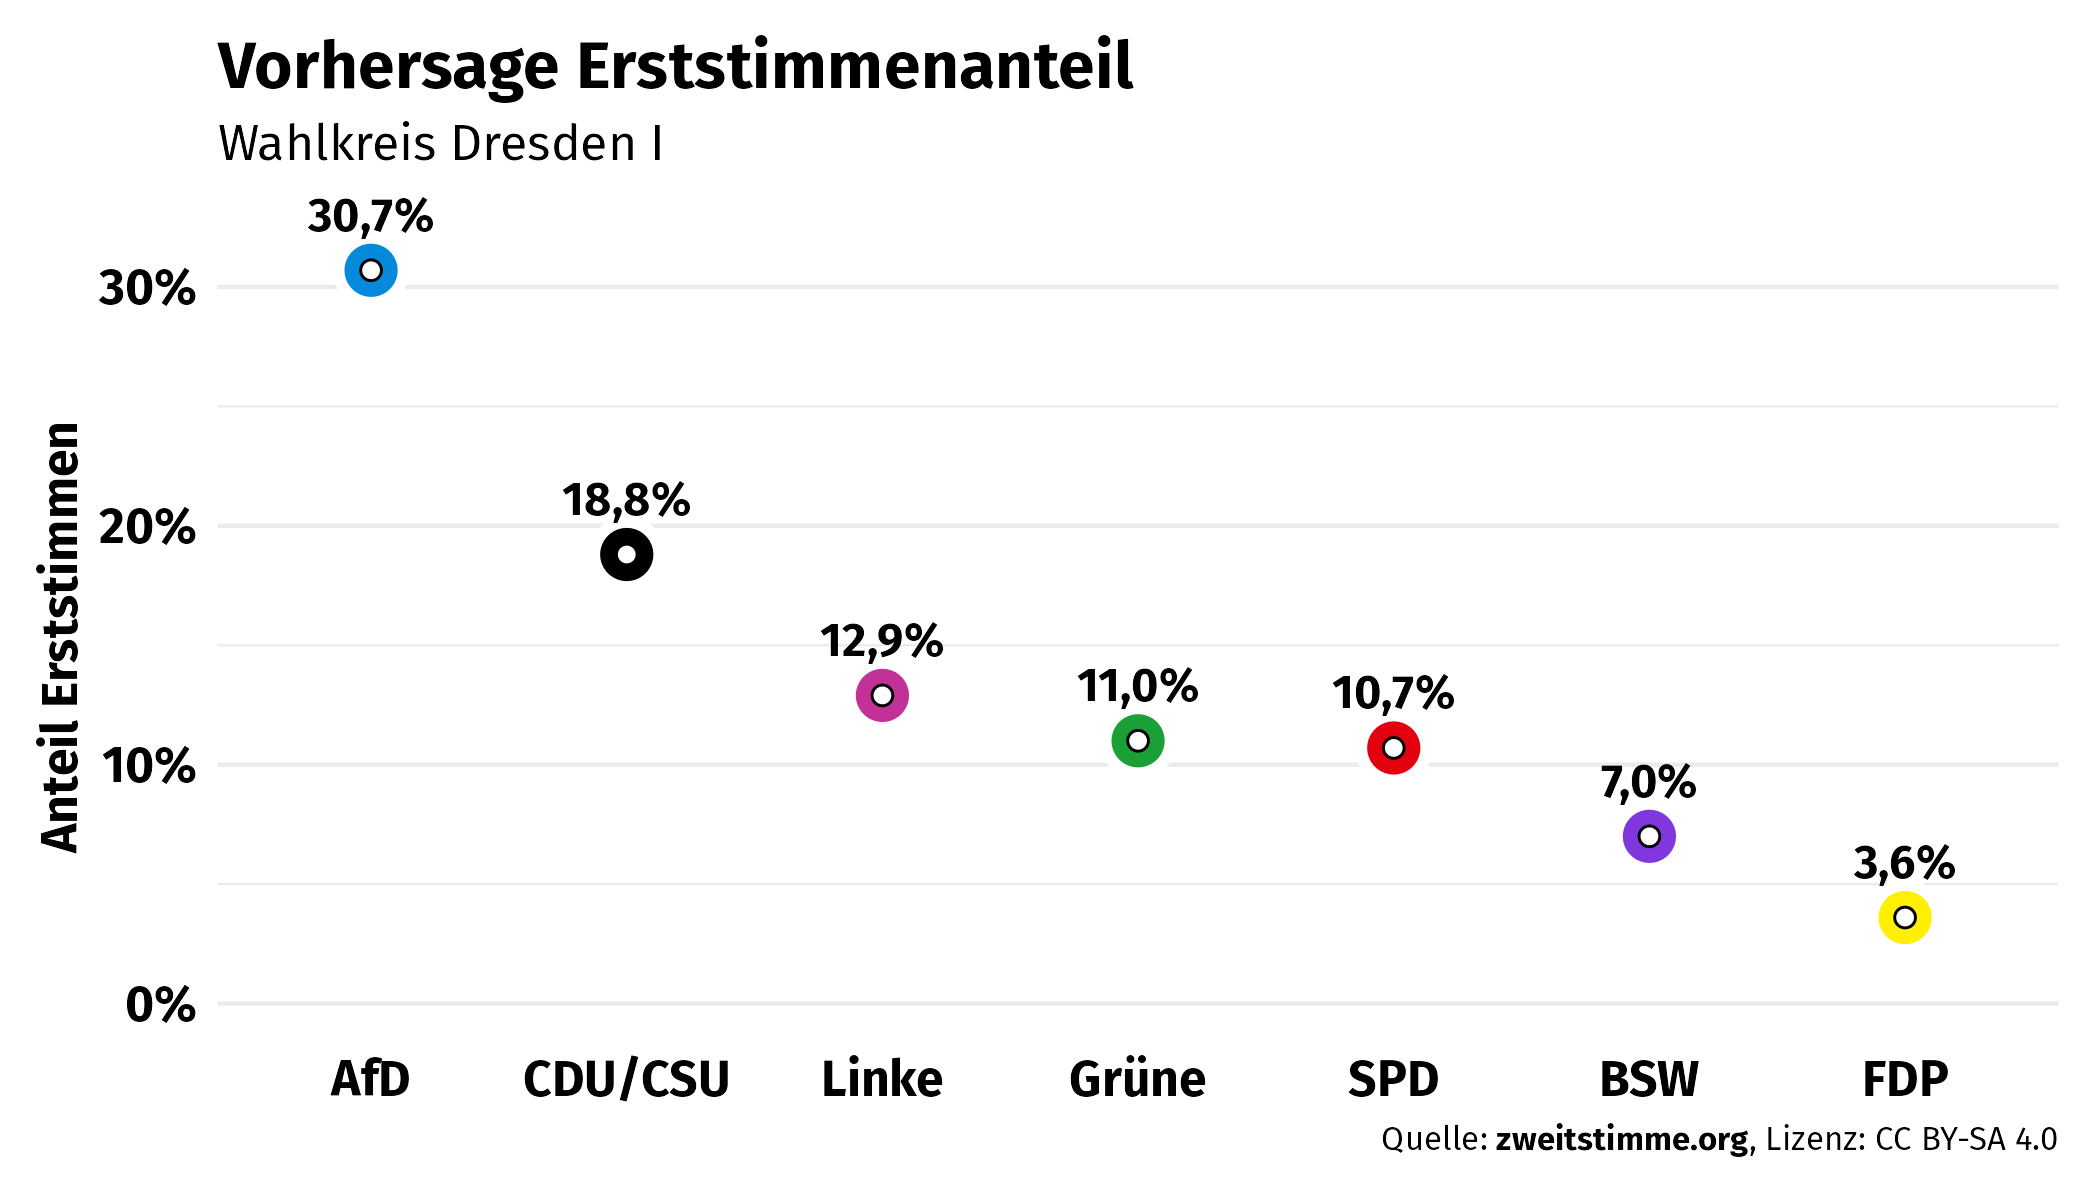 Vorhersage Erststimmenanteil
Wahlkreis Dresden I
30,7%
30%
18,8%
20%
12,9%
11,0%
10,7%
10%
7,0%
3,6%
0%
Anteil Erststimmen
AfD CDU/CSU Linke Grüne SPD BSW FDP
Quelle: zweitstimme.org, Lizenz: CC BY-SA 4.0